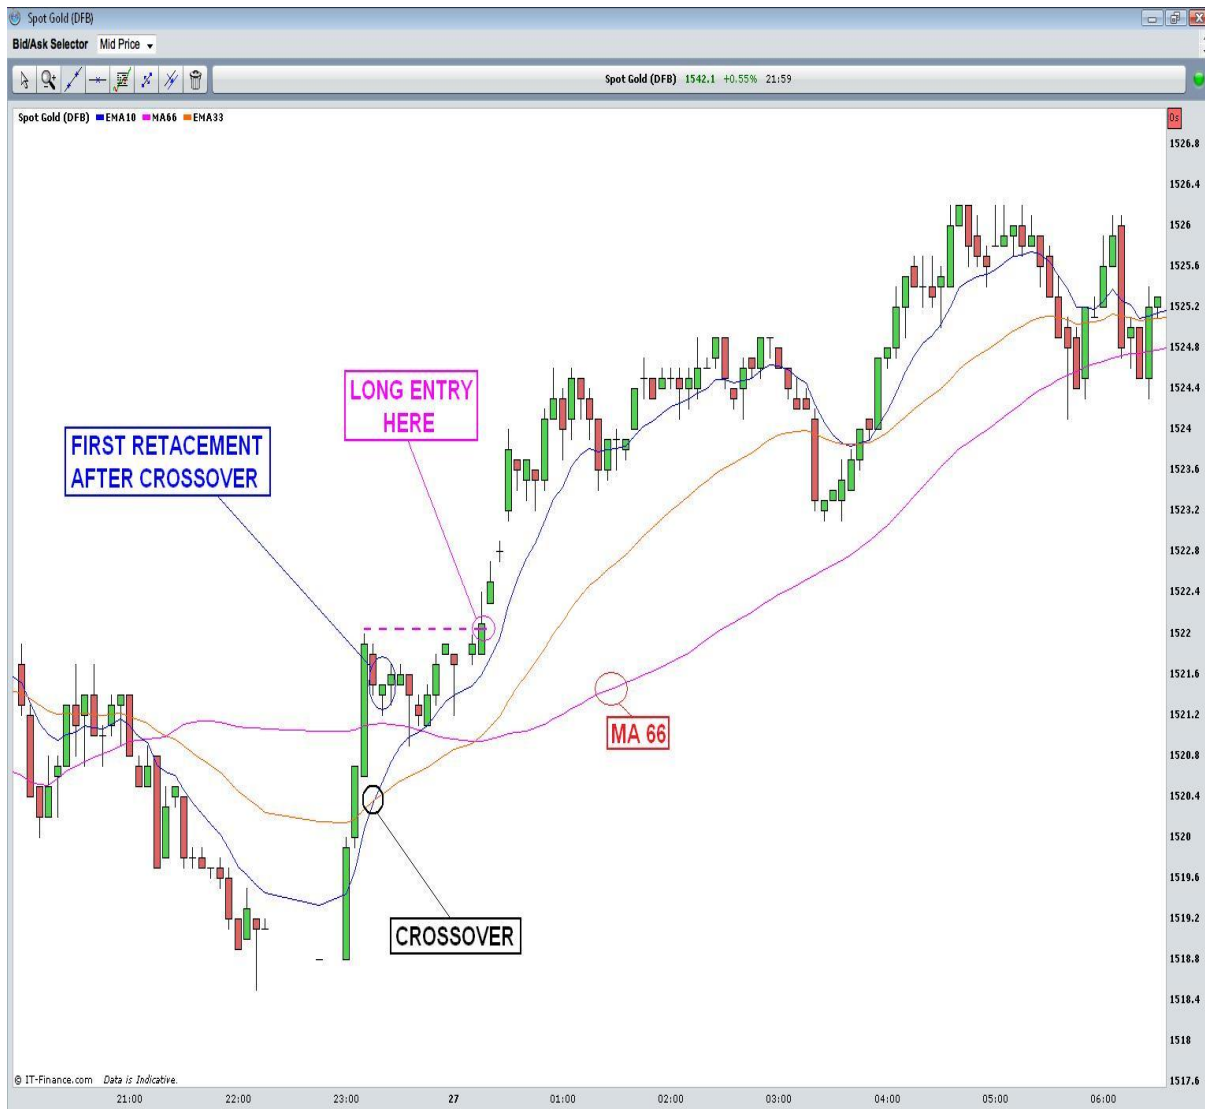 Spot Gold (DFB)
Bid/Ask Selector Mid Price
Spot Gold (DFB) 1542.1 +0.55% 21:59
Spot Gold (DFB) EMA10 MA66 EMA33
0s
1526.8
1526.4
1526
1525.6
1525.2
1524.8
1524.4
1524
1523.6
1523.2
1522.8
1522.4
1522
1521.6
1521.2
1520.8
1520.4
1520
1519.6
1519.2
1518.8
1518.4
1518
1517.6
LONG ENTRY
HERE
FIRST RETACEMENT
AFTER CROSSOVER
MA 66
CROSSOVER
© IT-Finance.com Data is Indicative.
21:00 22:00 23:00 27 01:00 02:00 03:00 04:00 05:00 06:00